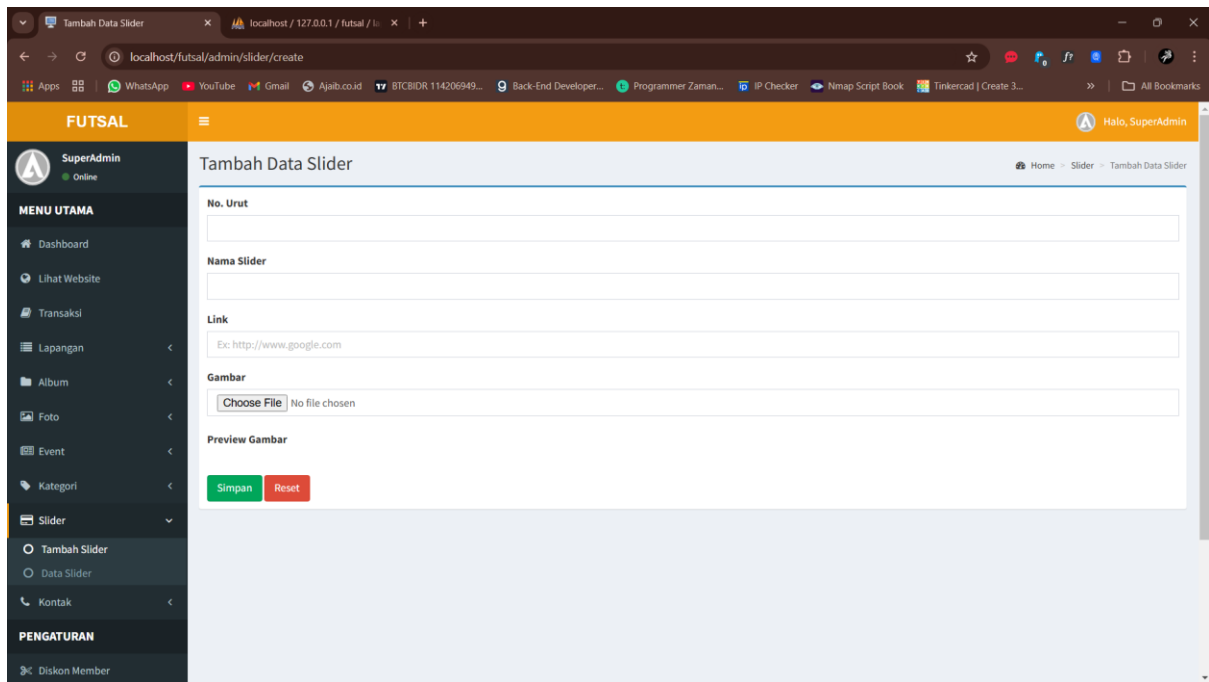 Tambah Data Slider
localhost / 127.0.0.1 / futsal / la
localhost/futsal/admin/slider/create
Apps WhatsApp YouTube Gmail Ajaib.co.id BTCBIDR 114206949... Back-End Developer... Programmer Zaman... IP Checker Nmap Script Book Tinkercad | Create 3... » All Bookmarks
FUTSAL
Halo, SuperAdmin
SuperAdmin
Online
MENU UTAMA
Dashboard
Lihat Website
Transaksi
Lapangan
Album
Foto
Event
Kategori
Slider
Tambah Slider
Data Slider
Kontak
PENGATURAN
Diskon Member
Tambah Data Slider
Home > Slider > Tambah Data Slider
No. Urut
Nama Slider
Link
Ex: http://www.google.com
Gambar
Choose File No file chosen
Preview Gambar
Simpan Reset